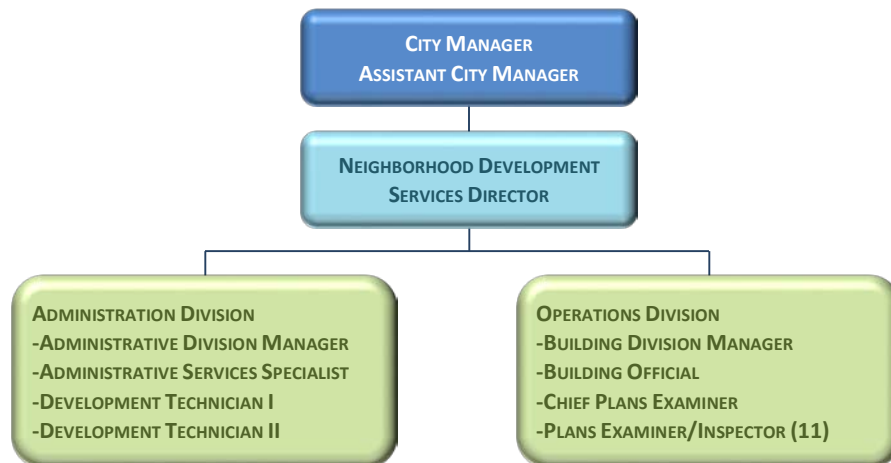 CITY MANAGER
ASSISTANT CITY MANAGER
NEIGHBORHOOD DEVELOPMENT
SERVICES DIRECTOR
ADMINISTRATION DIVISION
-ADMINISTRATIVE DIVISION MANAGER
-ADMINISTRATIVE SERVICES SPECIALIST
-DEVELOPMENT TECHNICIAN I
-DEVELOPMENT TECHNICIAN II
OPERATIONS DIVISION
-BUILDING DIVISION MANAGER
-BUILDING OFFICIAL
-CHIEF PLANS EXAMINER
-PLANS EXAMINER/INSPECTOR (11)